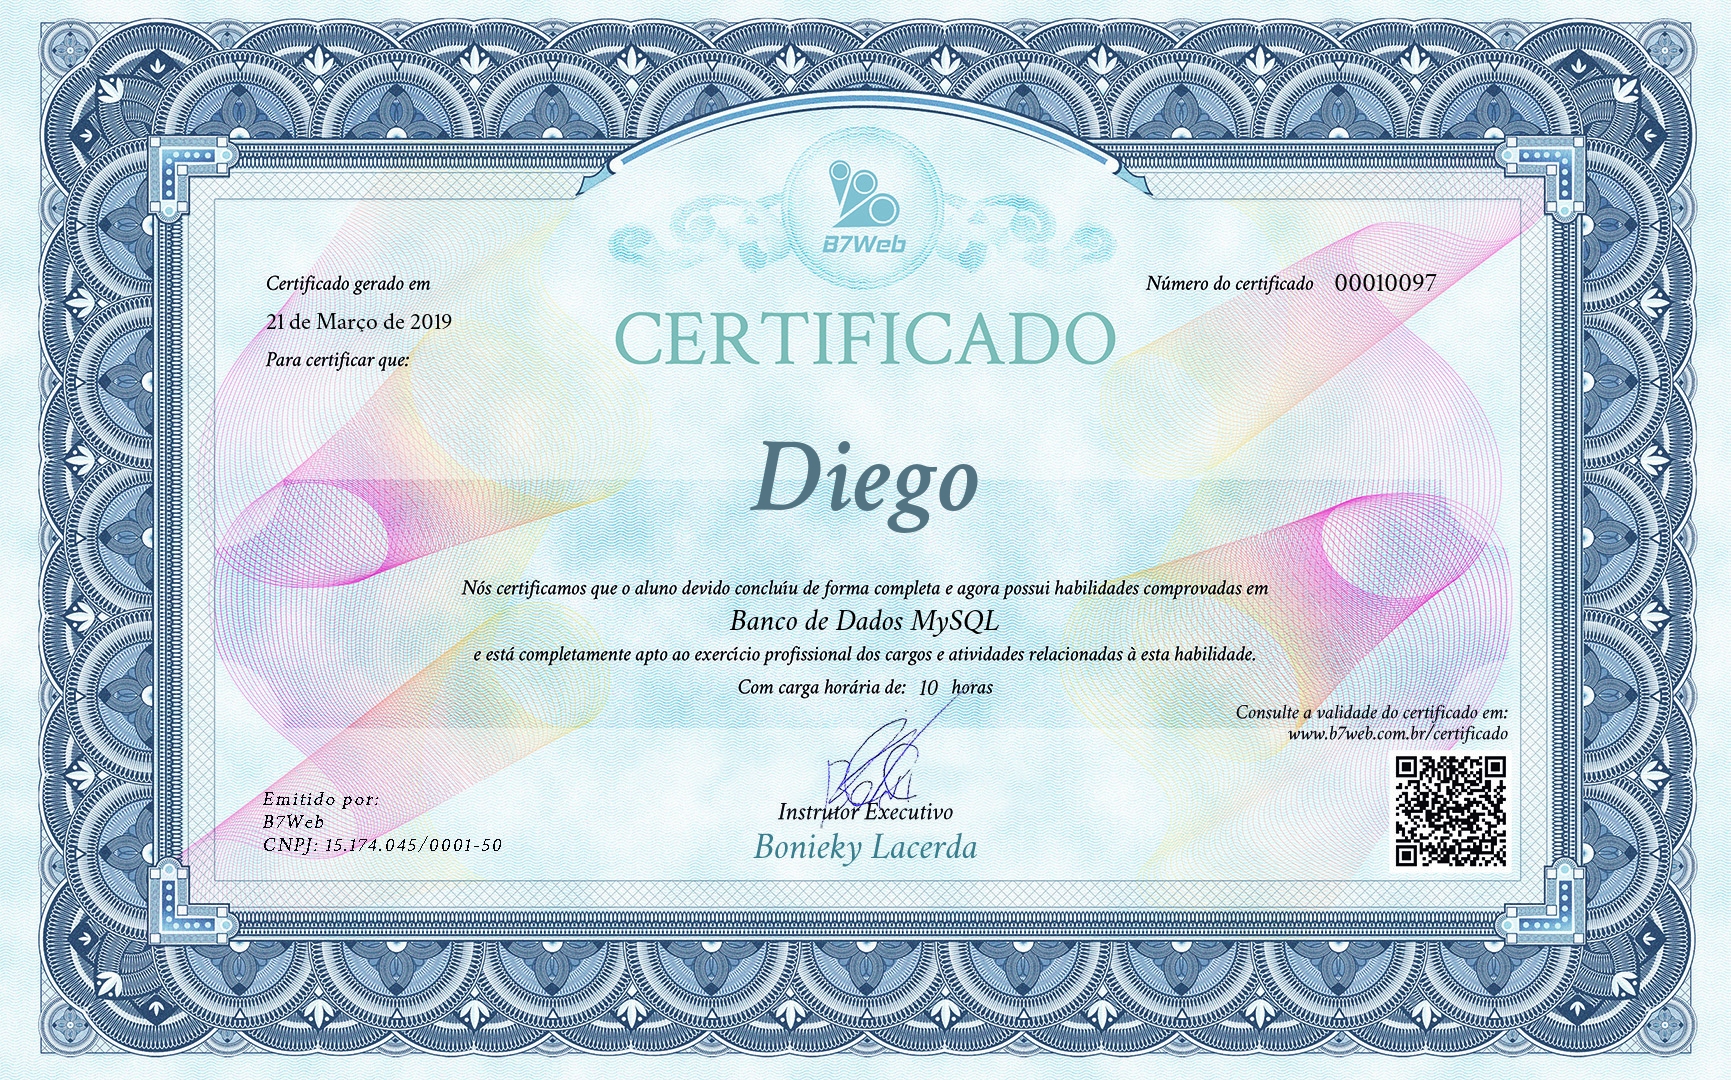 B7Web
Certificado gerado em
21 de Março de 2019
Para certificar que:
Número do certificado 00010097
CERTIFICADO
Diego
Nós certificamos que o aluno devido concluíu de forma completa e agora possui habilidades comprovadas em
Banco de Dados MySQL
e está completamente apto ao exercício profissional dos cargos e atividades relacionadas à esta habilidade.
Com carga horária de: 10 horas
Consulte a validade do certificado em:
www.b7web.com.br/certificado
Emitido por:
B7Web
CNPJ: 15.174.045/0001-50
Instrutor Executivo
Bonieky Lacerda